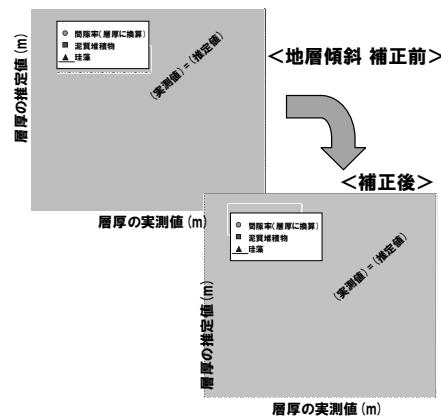 間隙率(層厚に換算)
泥質堆積物
珪藻
(実測値)=(推定値)
層厚の推定値(m)
層厚の実測値(m)
<地層傾斜 補正前>
<補正後>
間隙率(層厚に換算)
泥質堆積物
珪藻
(実測値)=(推定値)
層厚の推定値(m)
層厚の実測値(m)